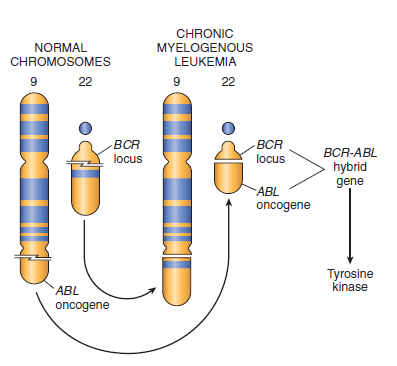 NORMAL
CHROMOSOMES
9 22
CHRONIC
MYELOGENOUS
LEUKEMIA
9 22
BCR
locus
ABL
oncogene
BCR
locus
ABL
oncogene
BCR-ABL
hybrid
gene
Tyrosine
kinase